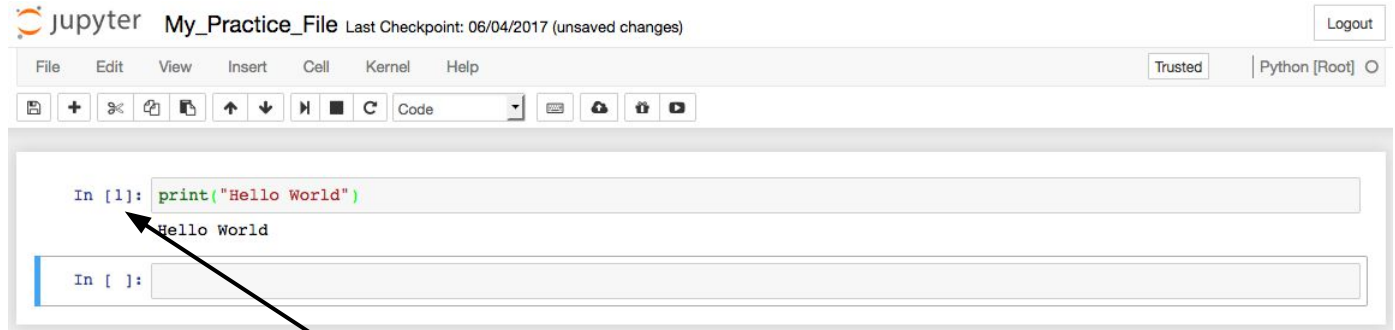 jupyter My_Practice_File Last Checkpoint: 06/04/2017 (unsaved changes) Logout
File Edit View Insert Cell Kernel Help Trusted Python [Root]
Code
In [1]: print("Hello World")
Hello World
In [ ]: